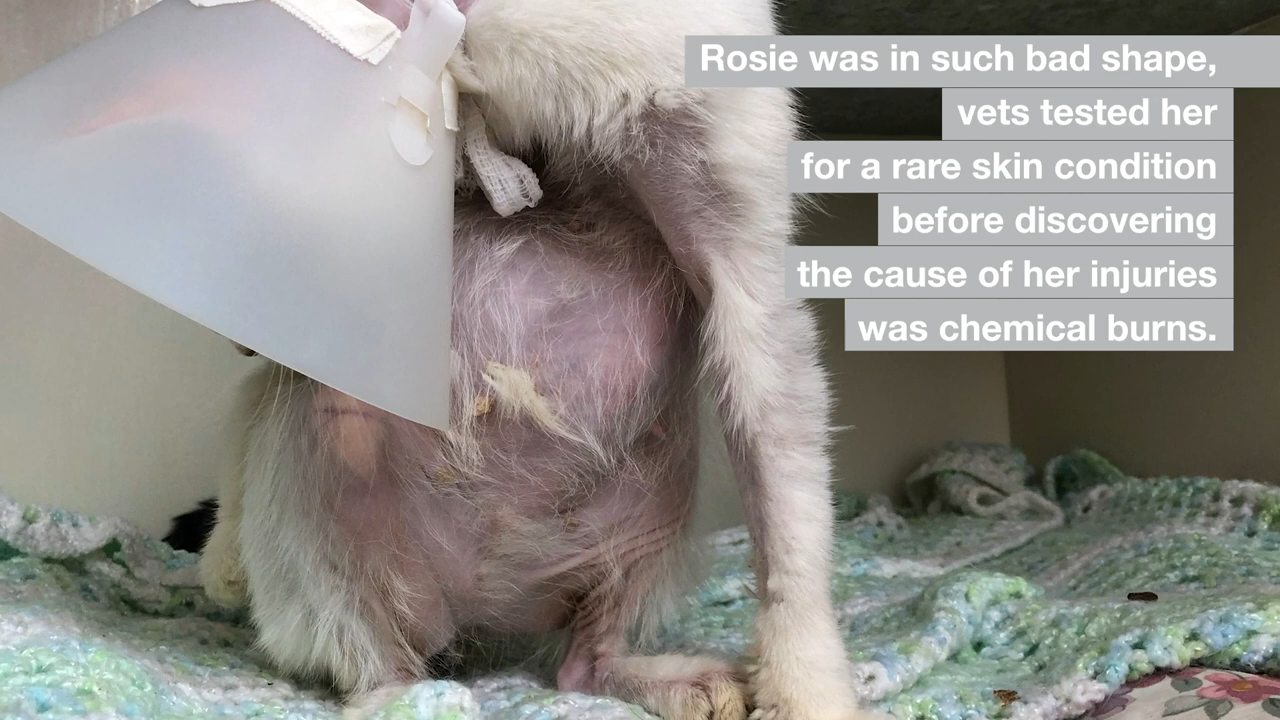 Rosie was in such bad shape,
vets tested her
for a rare skin condition
before discovering
the cause of her injuries
was chemical burns.